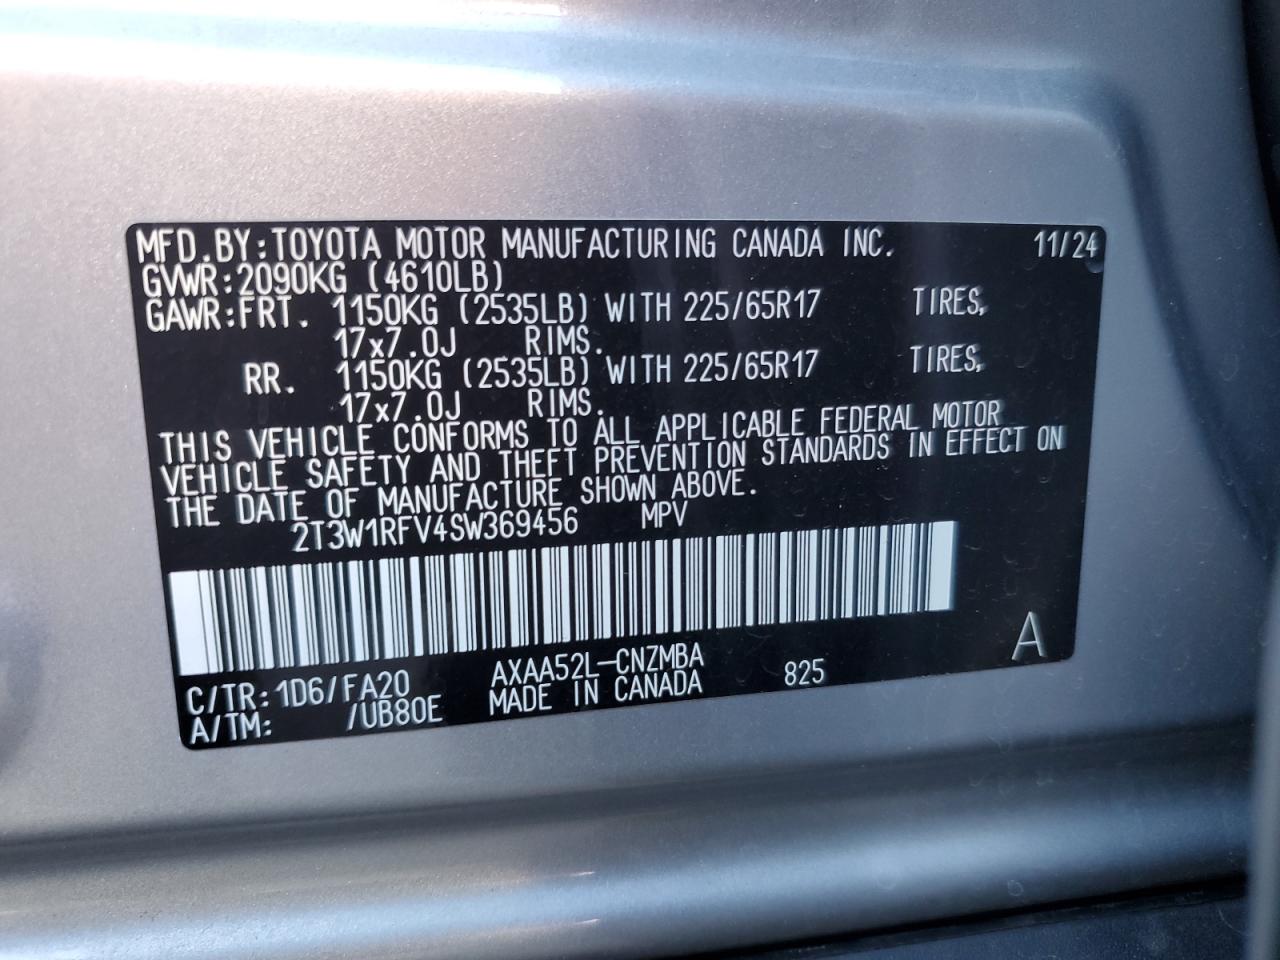 MFD.BY:TOYOTA MOTOR MANUFACTURING CANADA INC. 11/24
GVWR:2090KG (4610LB)
GAWR:FRT. 1150KG (2535LB) WITH 225/65R17 TIRES,
17x7.0J RIMS.
RR. 1150KG (2535LB) WITH 225/65R17 TIRES,
17x7.0J RIMS.
THIS VEHICLE CONFORMS TO ALL APPLICABLE FEDERAL MOTOR
VEHICLE SAFETY AND THEFT PREVENTION STANDARDS IN EFFECT ON
THE DATE OF MANUFACTURE SHOWN ABOVE.
2T3W1RFV4SW369456 MPV
A
C/TR:1D6/FA20 AXAA52L-CNZMBA 825
A/TM: /UB80E MADE IN CANADA